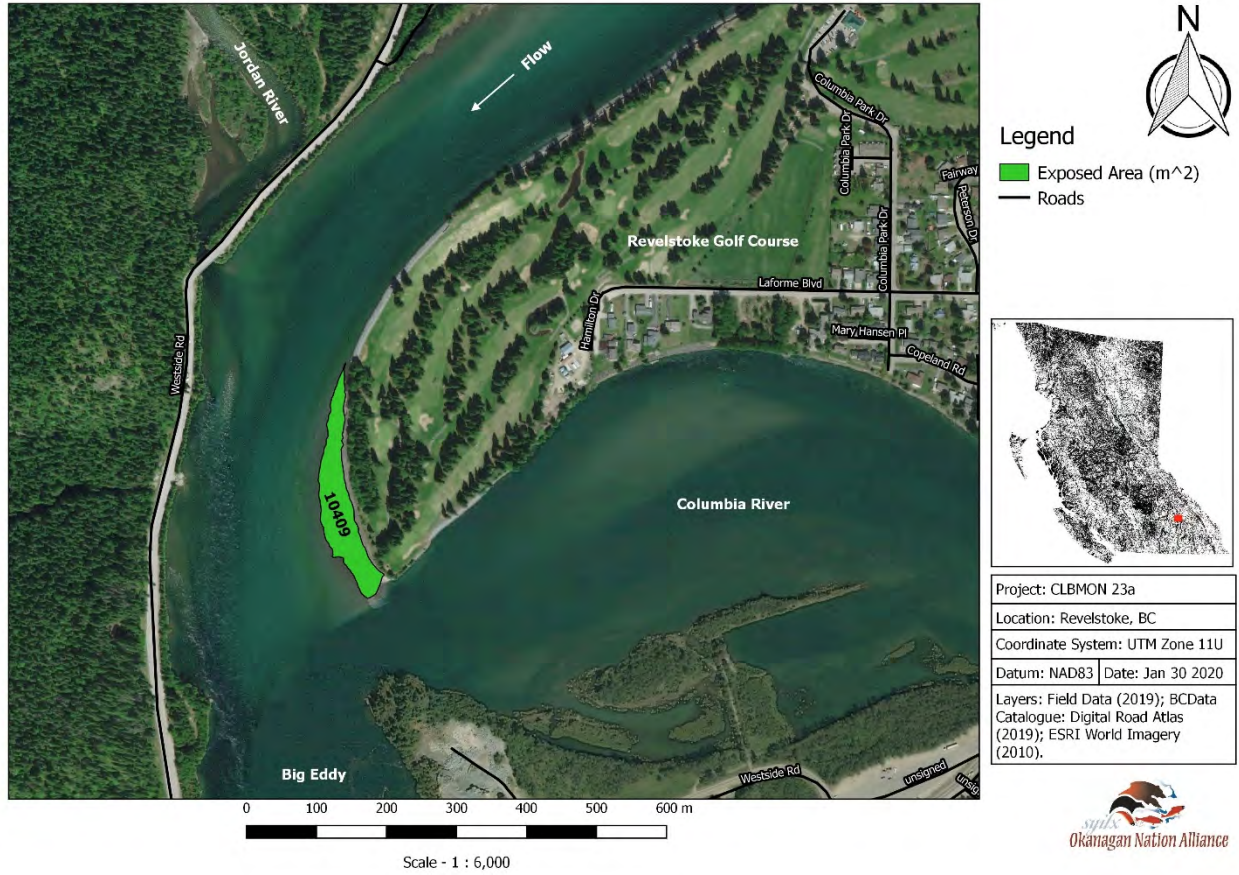 Jordan River
Flow
Columbia Park Dr
Columbia Park Dr
Fairway
Peterson Dr
Columbia Park Dr
Revelstoke Golf Course
Laforme Blvd
Hamilton Dr
Mary Hansen Pl
Copeland Rd
Westside Rd
10409
Columbia River
Big Eddy
Westside Rd
unsigned
unsig
0 100 200 300 400 500 600 m
Scale - 1 : 6,000
N
Legend
Exposed Area (m^2)
Roads
Project: CLBMON 23a
Location: Revelstoke, BC
Coordinate System: UTM Zone 11U
Datum: NAD83 Date: Jan 30 2020
Layers: Field Data (2019); BCData
Catalogue: Digital Road Atlas
(2019); ESRI World Imagery
(2010).
syilx
Okanagan Nation Alliance